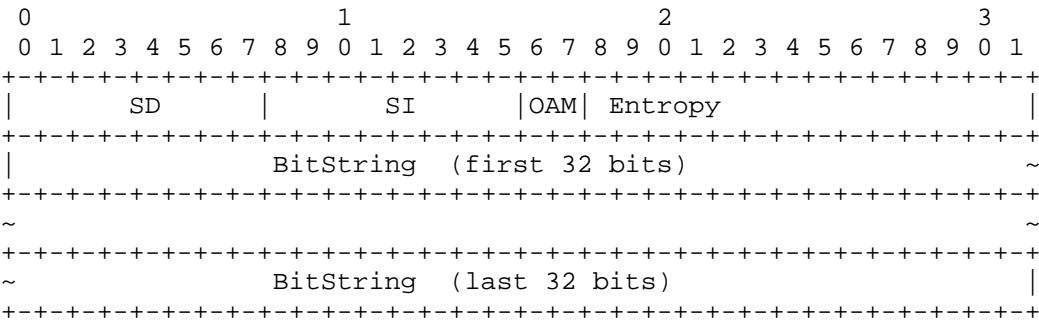 0                   1                   2                   3
 0 1 2 3 4 5 6 7 8 9 0 1 2 3 4 5 6 7 8 9 0 1 2 3 4 5 6 7 8 9 0 1
+-+-+-+-+-+-+-+-+-+-+-+-+-+-+-+-+-+-+-+-+-+-+-+-+-+-+-+-+-+-+-+-+
|       SD      |       SI      |OAM| Entropy                   |
+-+-+-+-+-+-+-+-+-+-+-+-+-+-+-+-+-+-+-+-+-+-+-+-+-+-+-+-+-+-+-+-+
|                BitString  (first 32 bits)                     ~
+-+-+-+-+-+-+-+-+-+-+-+-+-+-+-+-+-+-+-+-+-+-+-+-+-+-+-+-+-+-+-+-+
~                                                               ~
+-+-+-+-+-+-+-+-+-+-+-+-+-+-+-+-+-+-+-+-+-+-+-+-+-+-+-+-+-+-+-+-+
~                BitString  (last 32 bits)                      |
+-+-+-+-+-+-+-+-+-+-+-+-+-+-+-+-+-+-+-+-+-+-+-+-+-+-+-+-+-+-+-+-+